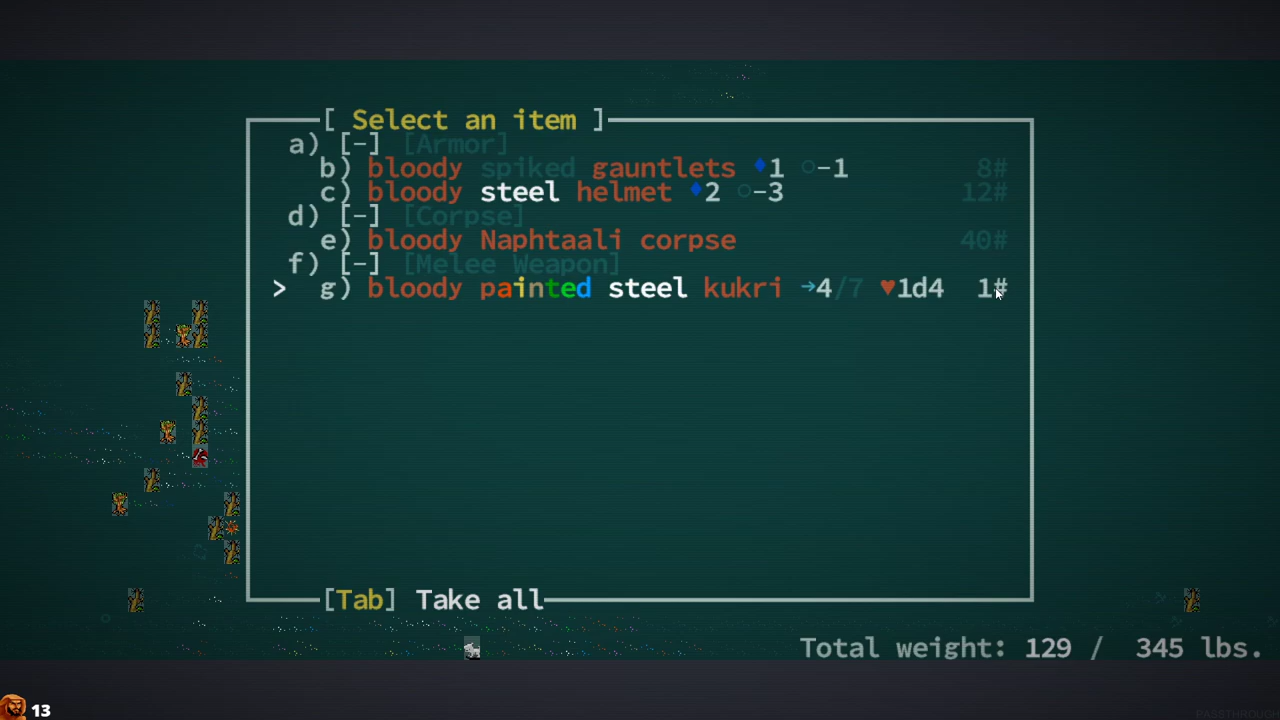 [ Select an item ]
a) [-] [Armor]
b) bloody spiked gauntlets ♦1 ○-1 8#
c) bloody steel helmet ♦2 ○-3 12#
d) [-] [Corpse]
e) bloody Naphtaali corpse 40#
f) [-] [Melee Weapon]
> g) bloody painted steel kukri →4/7 ♥1d4 1#
[Tab] Take all
Total weight: 129 / 345 lbs.
13
PASSTHROUGH